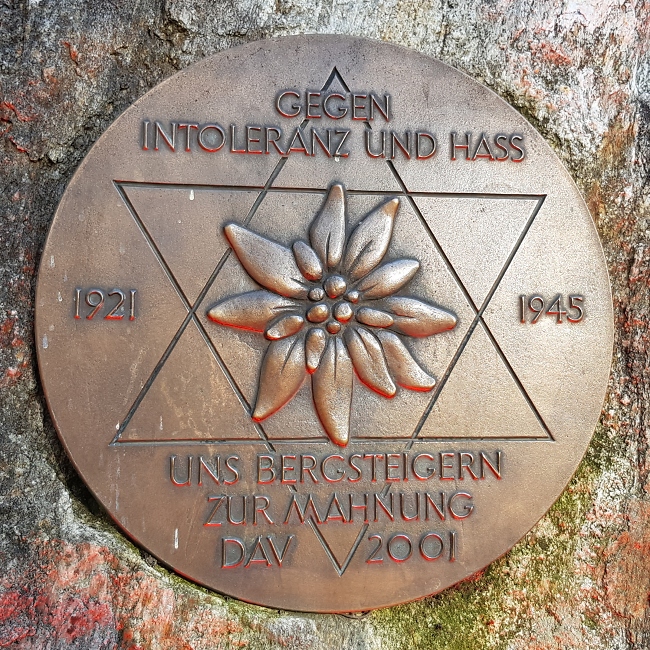 GEGEN
INTOLERANZ UND HASS
1921 1945
UNS BERGSTEIGERN
ZUR MAHNUNG
DAV 2001